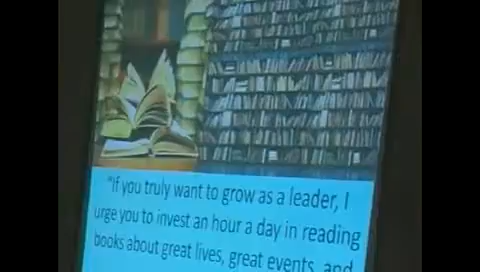 "If you truly want to grow as a leader, I
urge you to invest an hour a day in reading
books about great lives, great events, and